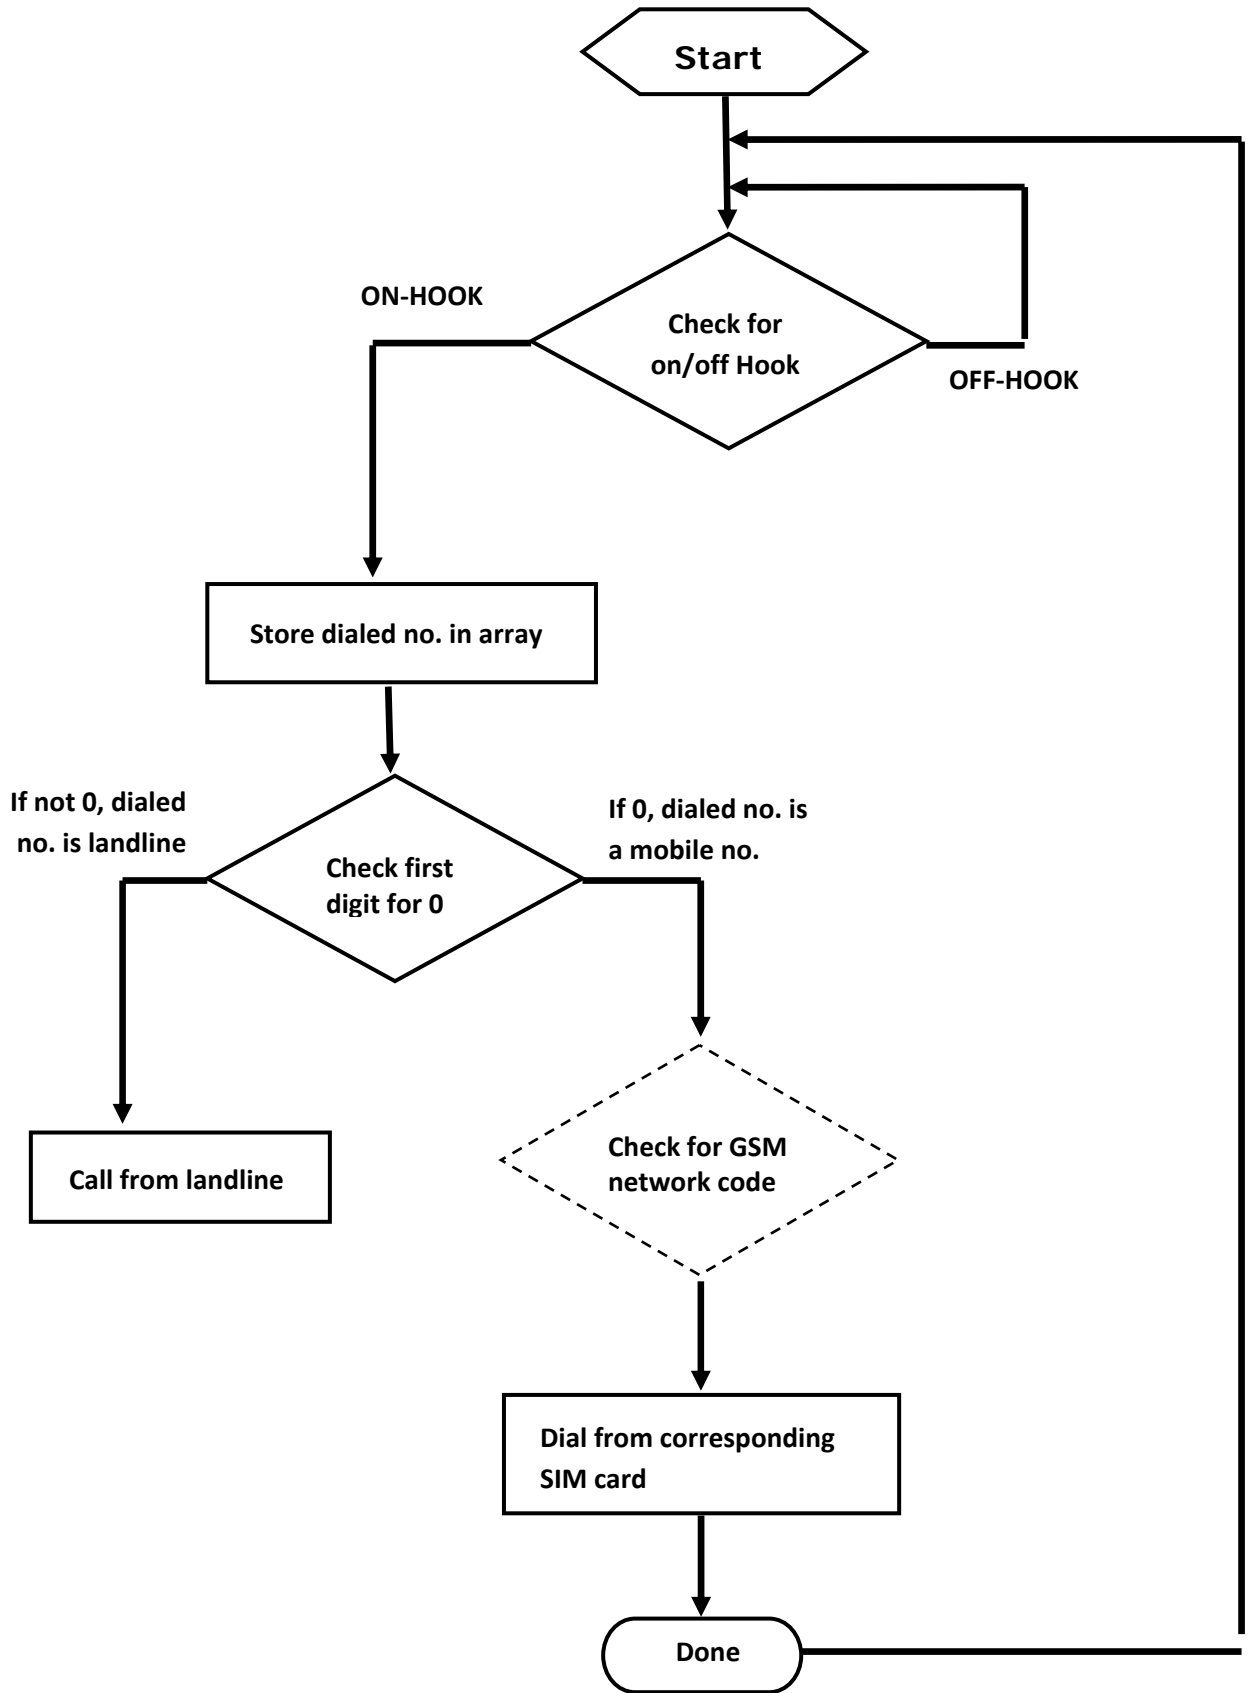 Start
ON-HOOK
Check for
on/off Hook
OFF-HOOK
Store dialed no. in array
If not 0, dialed
no. is landline
If 0, dialed no. is
a mobile no.
Check first
digit for 0
Check for GSM
network code
Call from landline
Dial from corresponding
SIM card
Done